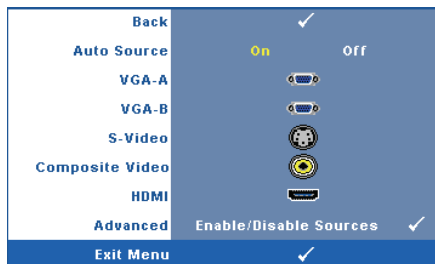 Back
Auto Source On Off
VGA-A
VGA-B
S-Video
Composite Video
HDMI
Advanced Enable/Disable Sources
Exit Menu